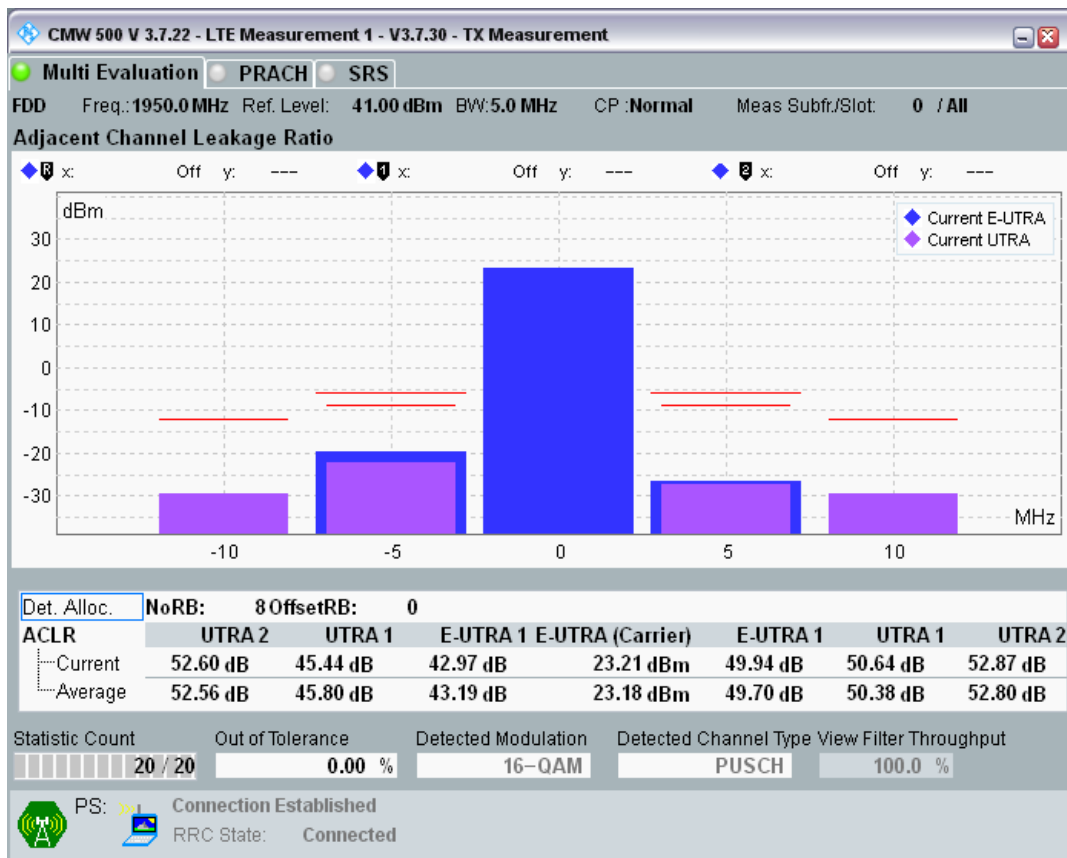 CMW 500 V 3.7.22 - LTE Measurement 1 - V3.7.30 - TX Measurement
Multi Evaluation PRACH SRS
FDD Freq.: 1950.0 MHz Ref. Level: 41.00 dBm BW: 5.0 MHz CP : Normal Meas Subfr./Slot: 0 / All
Adjacent Channel Leakage Ratio
R x: Off y: --- 1 x: Off y: --- 2 x: Off y: ---
dBm
Current E-UTRA
Current UTRA
30
20
10
0
-10
-20
-30
MHz
-10 -5 0 5 10
Det. Alloc. NoRB: 8 OffsetRB: 0
ACLR UTRA 2 UTRA 1 E-UTRA 1 E-UTRA (Carrier) E-UTRA 1 UTRA 1 UTRA 2
Current 52.60 dB 45.44 dB 42.97 dB 23.21 dBm 49.94 dB 50.64 dB 52.87 dB
Average 52.56 dB 45.80 dB 43.19 dB 23.18 dBm 49.70 dB 50.38 dB 52.80 dB
Statistic Count Out of Tolerance Detected Modulation Detected Channel Type View Filter Throughput
20 / 20 0.00 % 16-QAM PUSCH 100.0 %
PS: Connection Established
RRC State: Connected